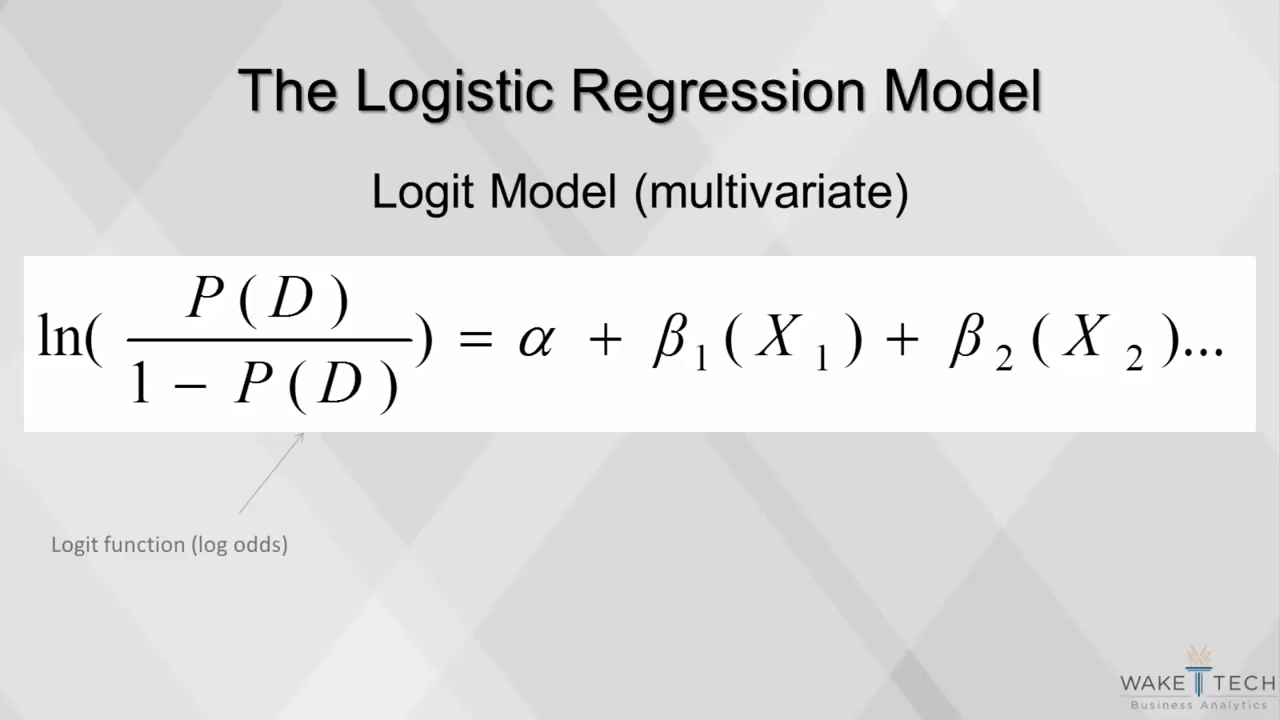 The Logistic Regression Model
Logit Model (multivariate)
ln( P(D) / 1 − P(D) ) = α + β₁(X₁) + β₂(X₂)...
Logit function (log odds)
WAKE TECH
Business Analytics